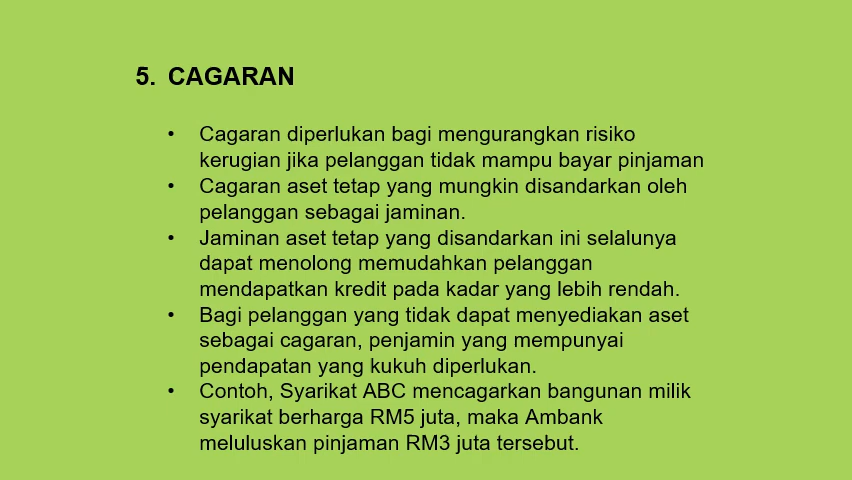 5. CAGARAN
• Cagaran diperlukan bagi mengurangkan risiko
kerugian jika pelanggan tidak mampu bayar pinjaman
• Cagaran aset tetap yang mungkin disandarkan oleh
pelanggan sebagai jaminan.
• Jaminan aset tetap yang disandarkan ini selalunya
dapat menolong memudahkan pelanggan
mendapatkan kredit pada kadar yang lebih rendah.
• Bagi pelanggan yang tidak dapat menyediakan aset
sebagai cagaran, penjamin yang mempunyai
pendapatan yang kukuh diperlukan.
• Contoh, Syarikat ABC mencagarkan bangunan milik
syarikat berharga RM5 juta, maka Ambank
meluluskan pinjaman RM3 juta tersebut.